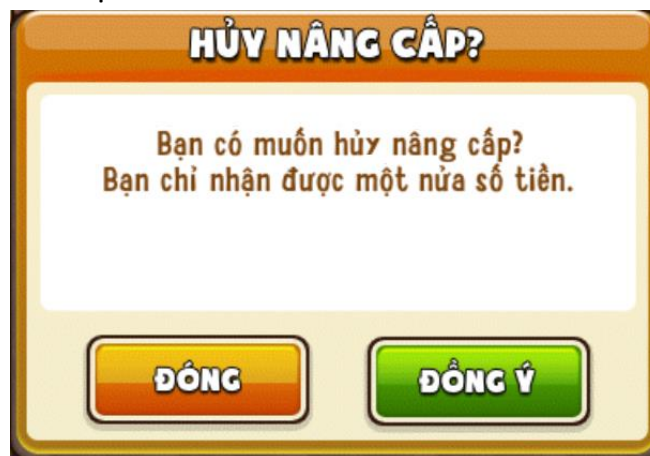 HỦY NÂNG CẤP?
Bạn có muốn hủy nâng cấp?
Bạn chỉ nhận được một nửa số tiền.
ĐÓNG
ĐỒNG Ý